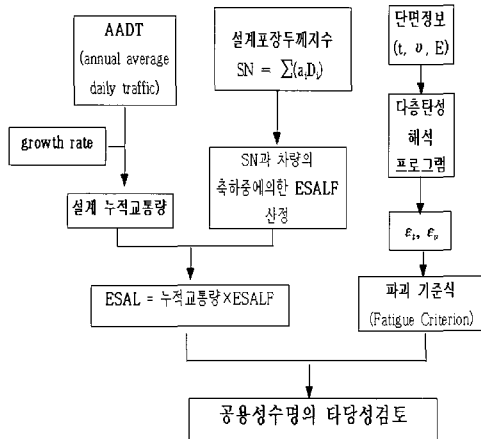 AADT
(annual average
daily traffic)
growth rate
설계 누적교통량
설계포장두께지수
SN = ∑(aᵢDᵢ)
SN과 차량의
축하중에의한 ESALF
산정
ESAL = 누적교통량×ESALF
단면정보
(t, υ, E)
다층탄성
해석
프로그램
εₜ, εᵥ
파괴 기준식
(Fatigue Criterion)
공용성수명의 타당성검토